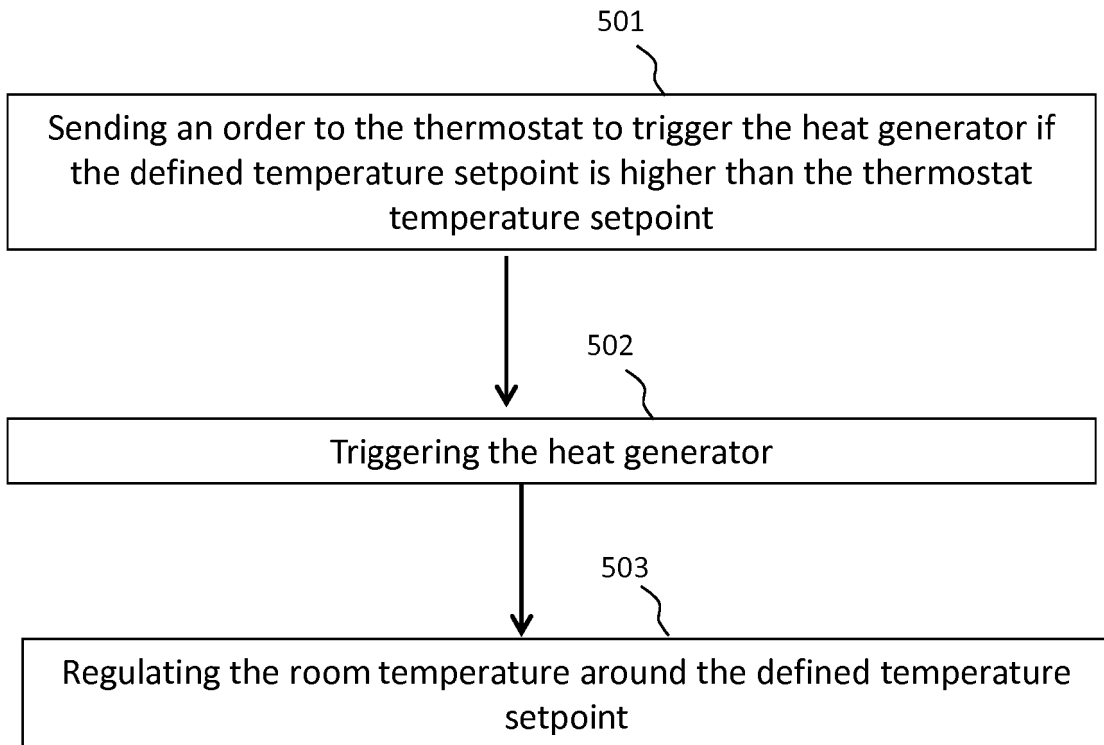 501
Sending an order to the thermostat to trigger the heat generator if
the defined temperature setpoint is higher than the thermostat
temperature setpoint
502
Triggering the heat generator
503
Regulating the room temperature around the defined temperature
setpoint